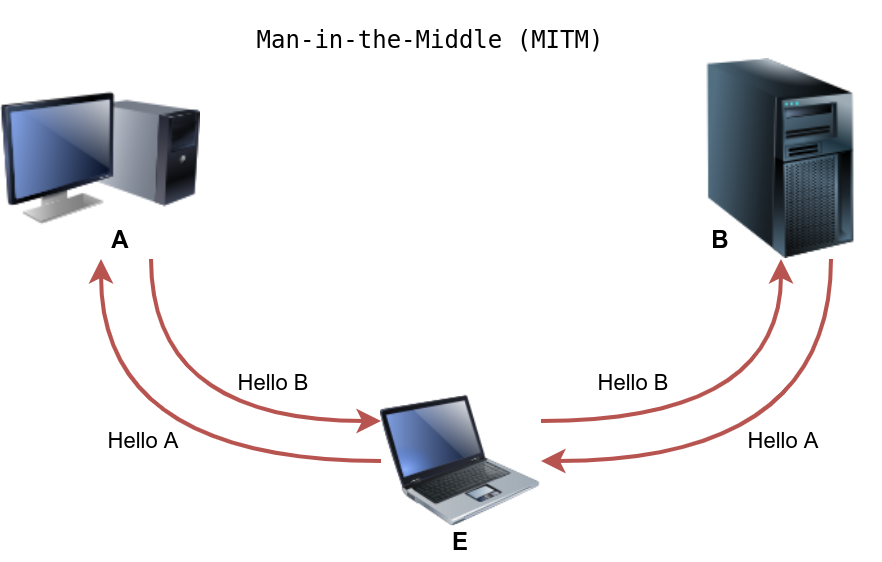 Man-in-the-Middle (MITM)
A
B
Hello B
Hello B
Hello A
Hello A
E